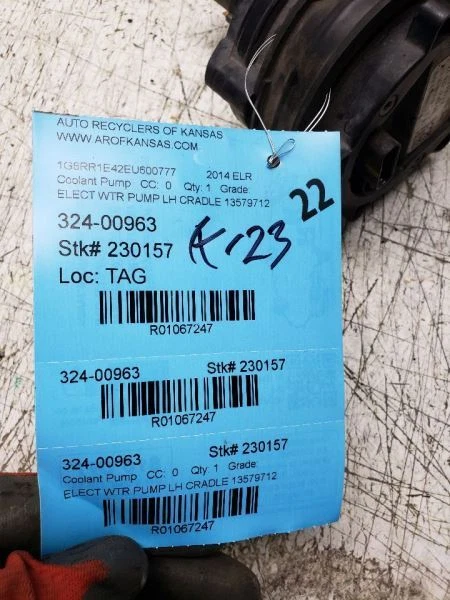 AUTO RECYCLERS OF KANSAS
WWW.AROFKANSAS.COM
1G6RR1E42EU600777 2014 ELR
Coolant Pump CC: 0 Qty: 1 Grade:
ELECT WTR PUMP LH CRADLE 13579712
22
324-00963
Stk# 230157
Loc: TAG
R01067247
324-00963 Stk# 230157
R01067247
324-00963 Stk# 230157
Coolant Pump CC: 0 Qty: 1 Grade:
ELECT WTR PUMP LH CRADLE 13579712
R01067247